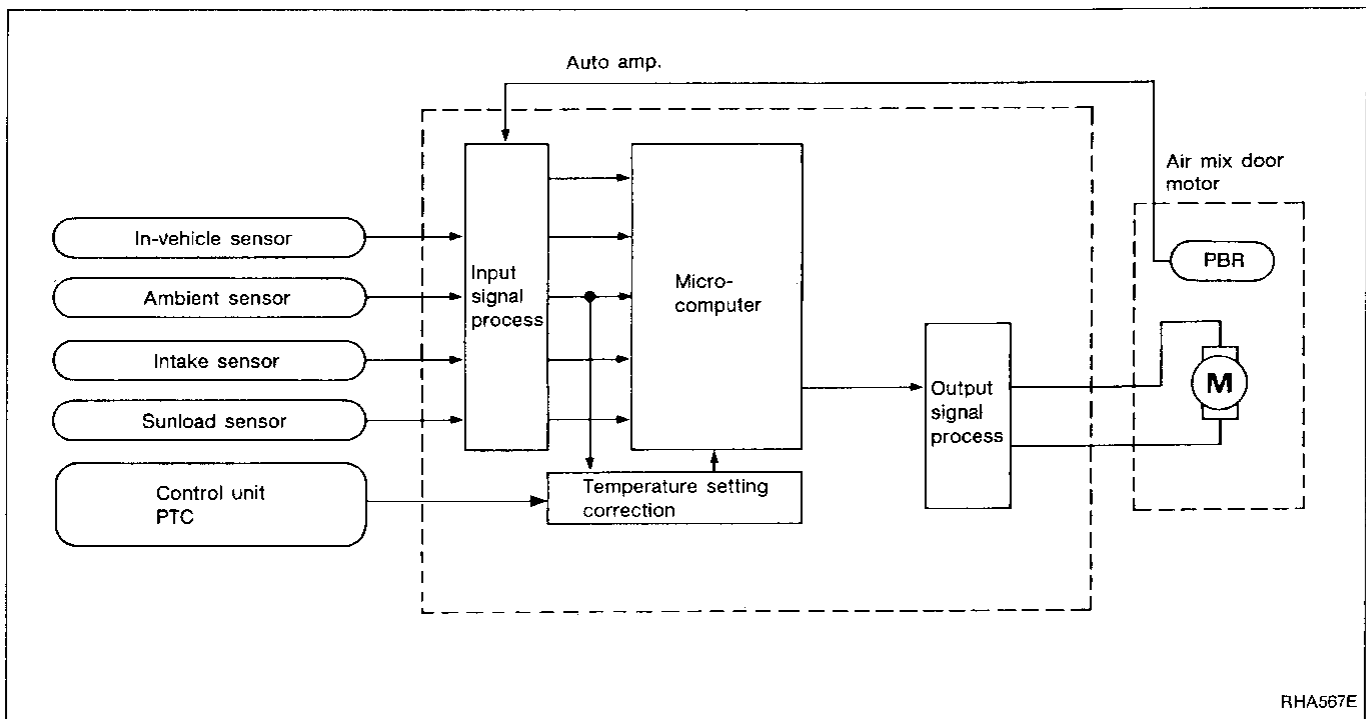 Auto amp.
Air mix door
motor
In-vehicle sensor
Ambient sensor
Intake sensor
Sunload sensor
Control unit
PTC
Input
signal
process
Micro-
computer
Temperature setting
correction
Output
signal
process
PBR
M
RHA567E